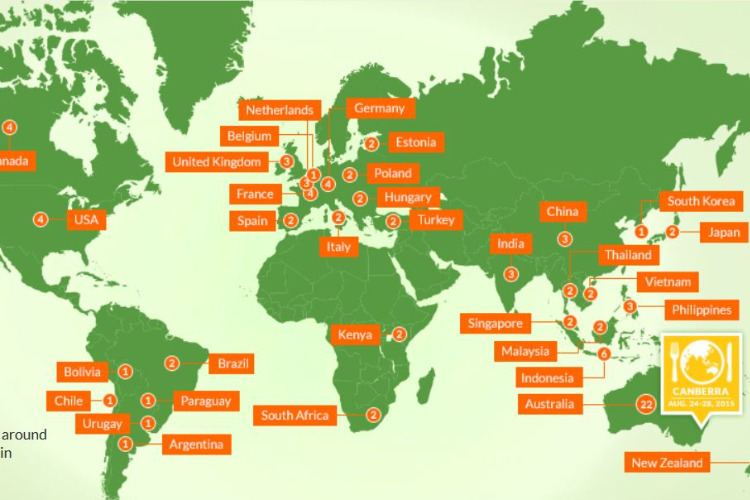 Netherlands
Germany
Belgium
Estonia
4
2
United Kingdom
3
anada
1
Poland
2
3
4
France
4
Hungary
2
South Korea
Spain
2
2
Turkey
2
China
4
USA
Italy
3
1
2
Japan
India
Thailand
3
Vietnam
2
2
Philippines
3
Singapore
2
2
Kenya
2
Malaysia
6
Bolivia
1
2
Brazil
Indonesia
CANBERRA
AUG. 24-28, 2015
Chile
1
1
Paraguay
Australia
22
South Africa
2
Urugay
1
around
in
1
Argentina
New Zealand